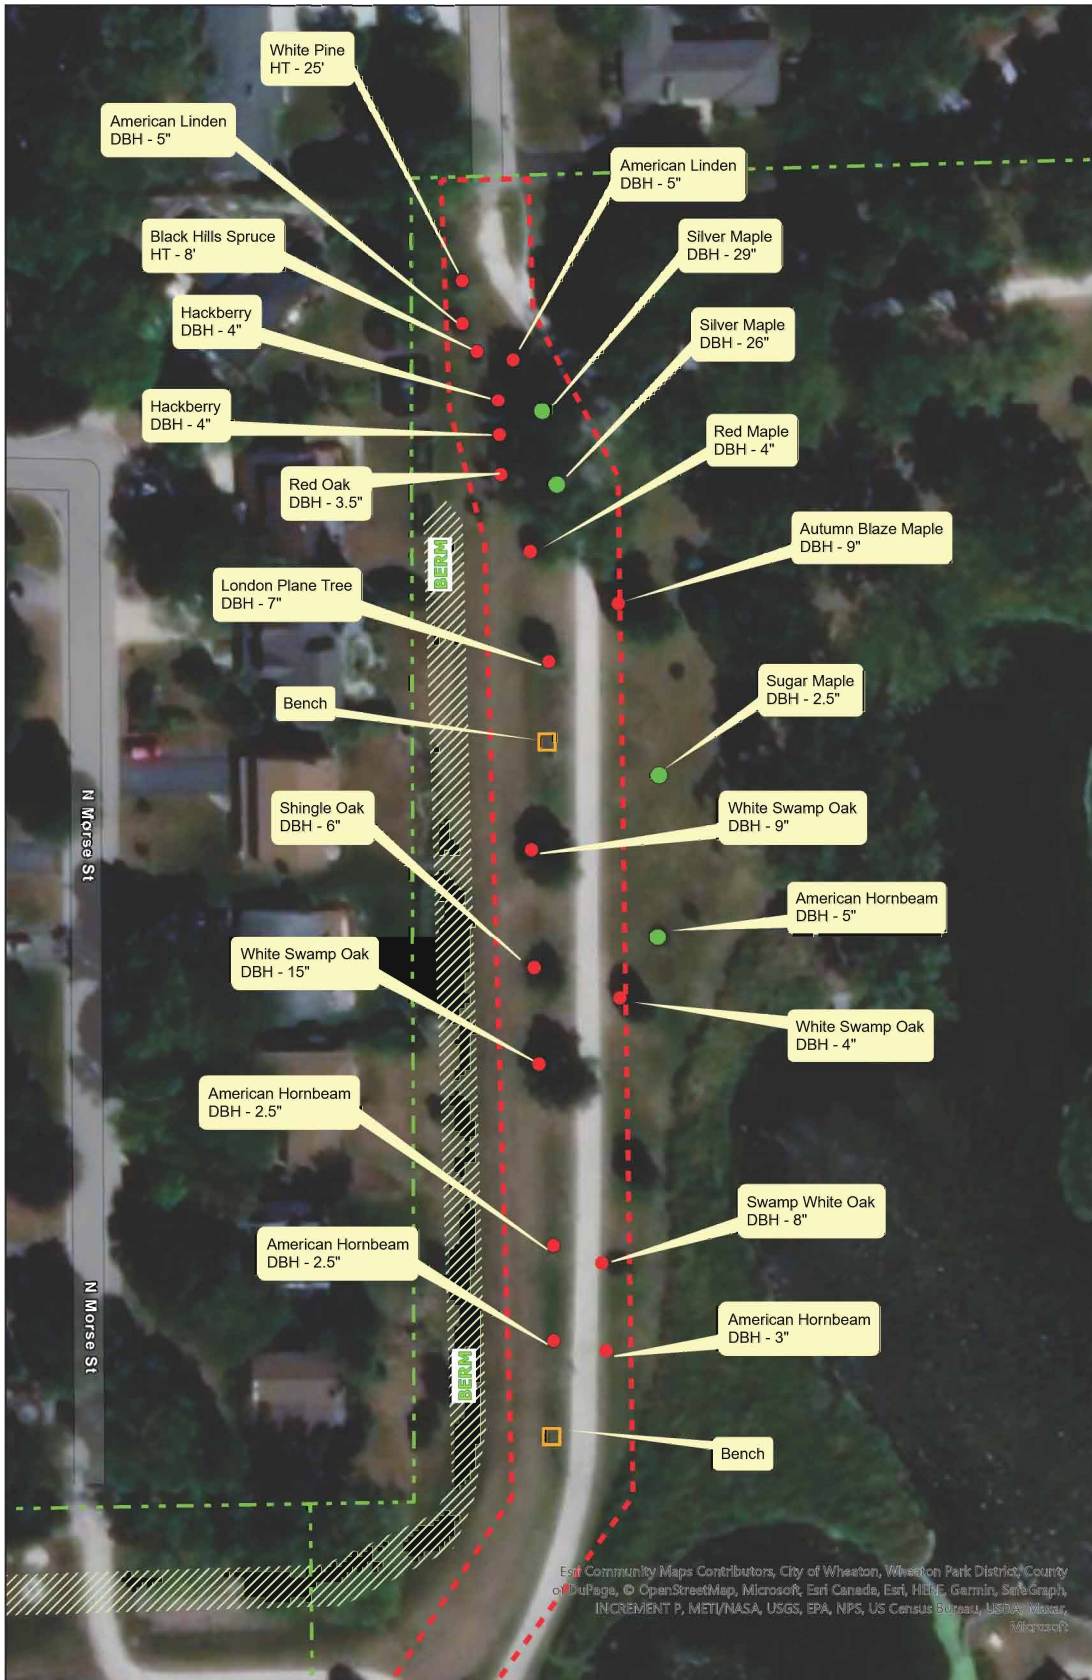 White Pine
HT - 25'
American Linden
DBH - 5"
American Linden
DBH - 5"
Black Hills Spruce
HT - 8'
Silver Maple
DBH - 29"
Hackberry
DBH - 4"
Silver Maple
DBH - 26"
Hackberry
DBH - 4"
Red Maple
DBH - 4"
Red Oak
DBH - 3.5"
Autumn Blaze Maple
DBH - 9"
BERM
London Plane Tree
DBH - 7"
Sugar Maple
DBH - 2.5"
Bench
N Morse St
Shingle Oak
DBH - 6"
White Swamp Oak
DBH - 9"
American Hornbeam
DBH - 5"
White Swamp Oak
DBH - 15"
White Swamp Oak
DBH - 4"
American Hornbeam
DBH - 2.5"
Swamp White Oak
DBH - 8"
American Hornbeam
DBH - 2.5"
N Morse St
American Hornbeam
DBH - 3"
BERM
Bench
Esri Community Maps Contributors, City of Wheaton, Wheaton Park District, County
of DuPage, © OpenStreetMap, Microsoft, Esri Canada, Esri, HERE, Garmin, SafeGraph,
INCREMENT P, METI/NASA, USGS, EPA, NPS, US Census Bureau, USDA, Maxar,
Microsoft